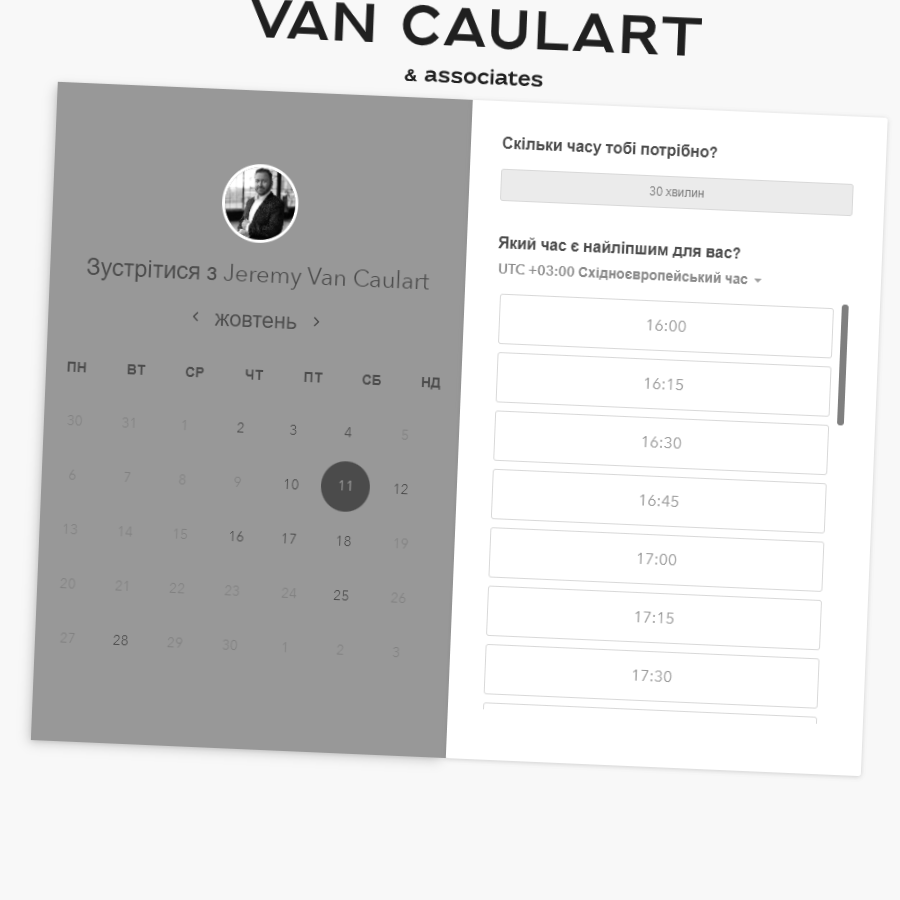 VAN CAULART
& associates
Зустрітися з Jeremy Van Caulart
жовтень
ПН ВТ СР ЧТ ПТ СБ НД
30 31 1 2 3 4 5
6 7 8 9 10 11 12
13 14 15 16 17 18 19
20 21 22 23 24 25 26
27 28 29 30 1 2 3
Скільки часу тобі потрібно?
30 хвилин
Який час є найліпшим для вас?
UTC +03:00 Східноєвропейський час
16:00
16:15
16:30
16:45
17:00
17:15
17:30